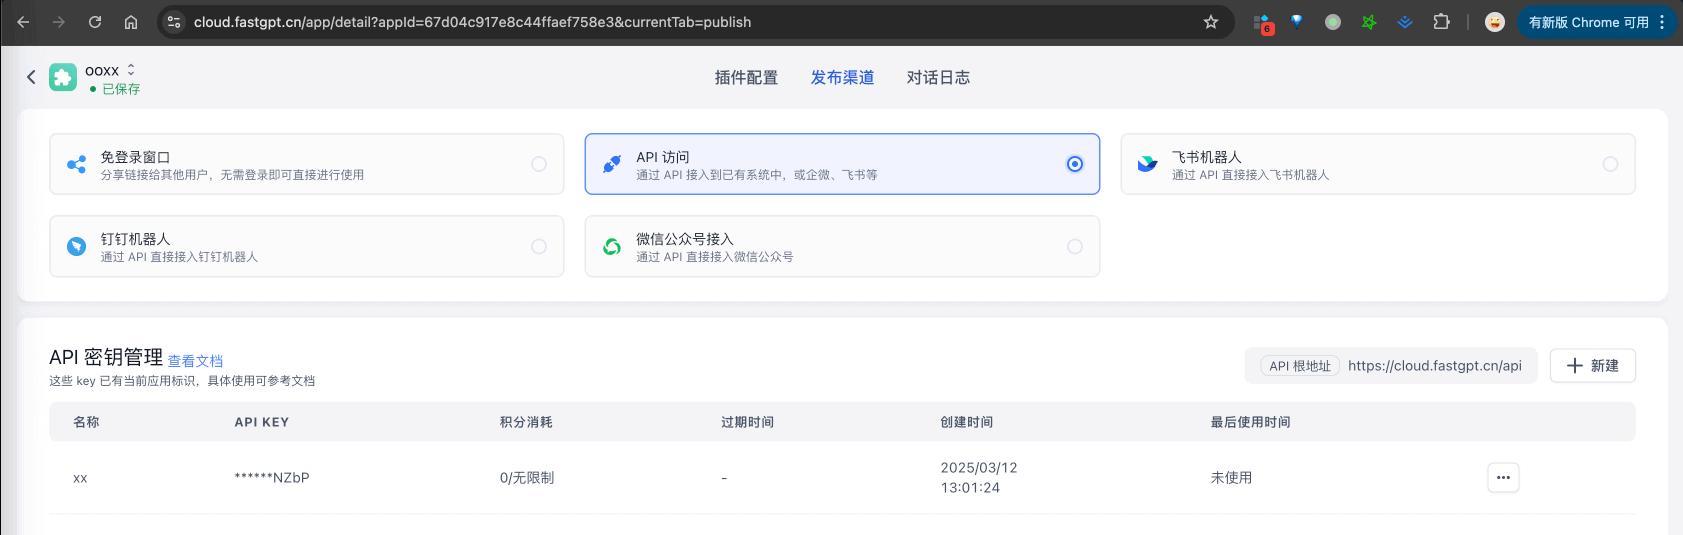 cloud.fastgpt.cn/app/detail?appId=67d04c917e8c44ffaef758e3&currentTab=publish
6
有新版 Chrome 可用
ooxx
已保存
插件配置
发布渠道
对话日志
免登录窗口
分享链接给其他用户，无需登录即可直接进行使用
API 访问
通过 API 接入到已有系统中，或企微、飞书等
飞书机器人
通过 API 直接接入飞书机器人
钉钉机器人
通过 API 直接接入钉钉机器人
微信公众号接入
通过 API 直接接入微信公众号
API 密钥管理 查看文档
这些 key 已有当前应用标识，具体使用可参考文档
API 根地址 https://cloud.fastgpt.cn/api
新建
名称 API KEY 积分消耗 过期时间 创建时间 最后使用时间
xx ******NZbP 0/无限制 - 2025/03/12
13:01:24
未使用